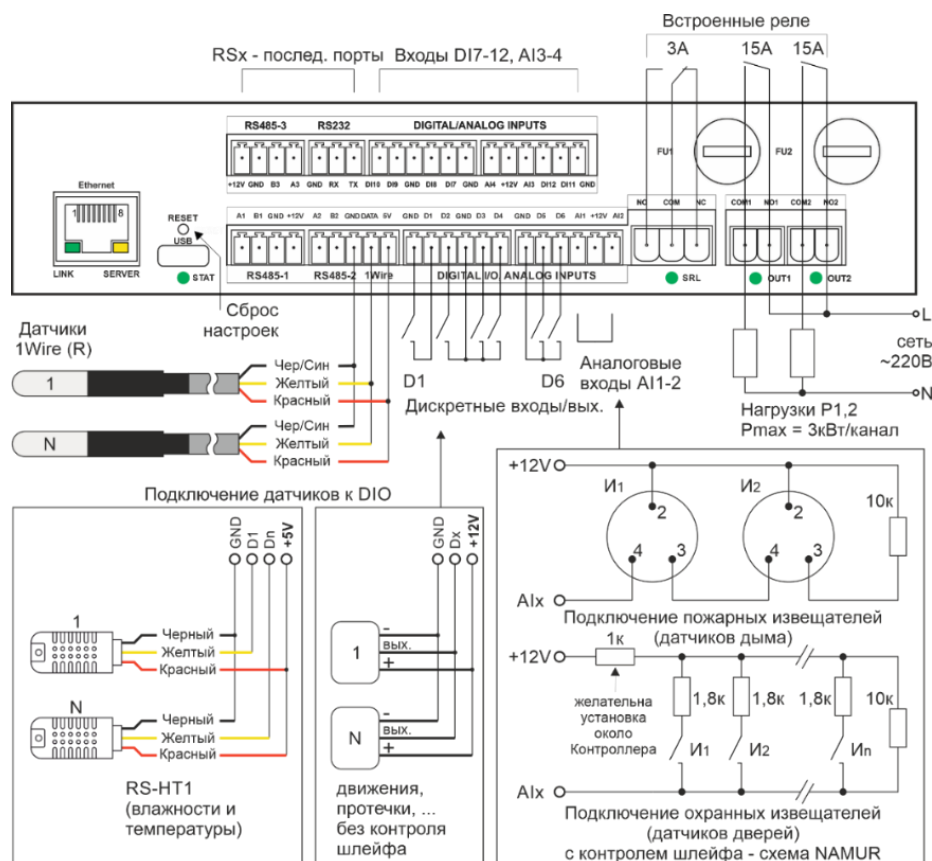 Встроенные реле
RSx - послед. порты Входы DI7-12, AI3-4
3А 15А 15А
RS485-3 RS232 DIGITAL/ANALOG INPUTS
FU1 FU2
+12V GND B3 A3 GND RX TX DI10 DI9 GND DI8 DI7 GND AI4 +12V AI3 DI12 DI11 GND
Ethernet
1 8
RESET
USB
A1 B1 GND +12V A2 B2 GND DATA 5V GND D1 D2 GND D3 D4 GND D5 D6 AI1 +12V AI2
NO COM NC COM1 NO1 COM2 NO2
LINK SERVER
STAT
RS485-1 RS485-2 1Wire DIGITAL I/O, ANALOG INPUTS
SRL OUT1 OUT2
Сброс
настроек
Датчики
1Wire (R)
1
Чер/Син
Желтый
Красный
N
Чер/Син
Желтый
Красный
D1 D6
Дискретные входы/вых.
Аналоговые
входы AI1-2
L
сеть
~220В
N
Нагрузки P1,2
Pmax = 3кВт/канал
Подключение датчиков к DIO
GND D1 Dn +5V
1
Черный
Желтый
Красный
N
Черный
Желтый
Красный
RS-HT1
(влажности и
температуры)
GND Dx +12V
1
-
вых.
+
N
-
вых.
+
движения,
протечки, ...
без контроля
шлейфа
+12V
И1 И2
2 2
10к
4 3 4 3
AIx
Подключение пожарных извещателей
(датчиков дыма)
1к
+12V
желательна
установка
около
Контроллера
1,8к 1,8к 1,8к 10к
И1 И2 Ип
AIx
Подключение охранных извещателей
(датчиков дверей)
с контролем шлейфа - схема NAMUR